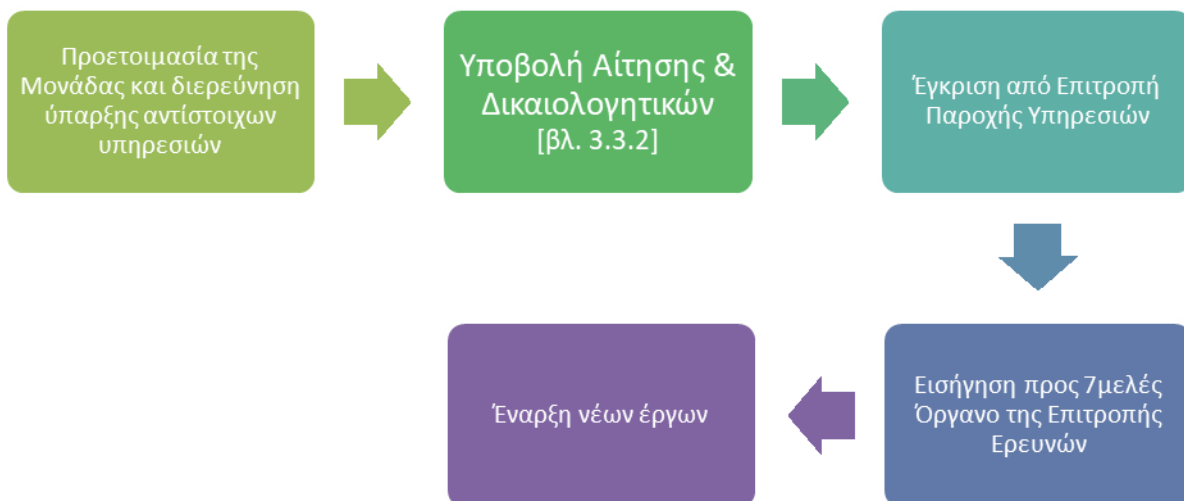 Προετοιμασία της
Μονάδας και διερεύνηση
ύπαρξης αντίστοιχων
υπηρεσιών
Υποβολή Αίτησης &
Δικαιολογητικών
[βλ. 3.3.2]
Έγκριση από Επιτροπή
Παροχής Υπηρεσιών
Εισήγηση προς 7μελές
Όργανο της Επιτροπής
Ερευνών
Έναρξη νέων έργων